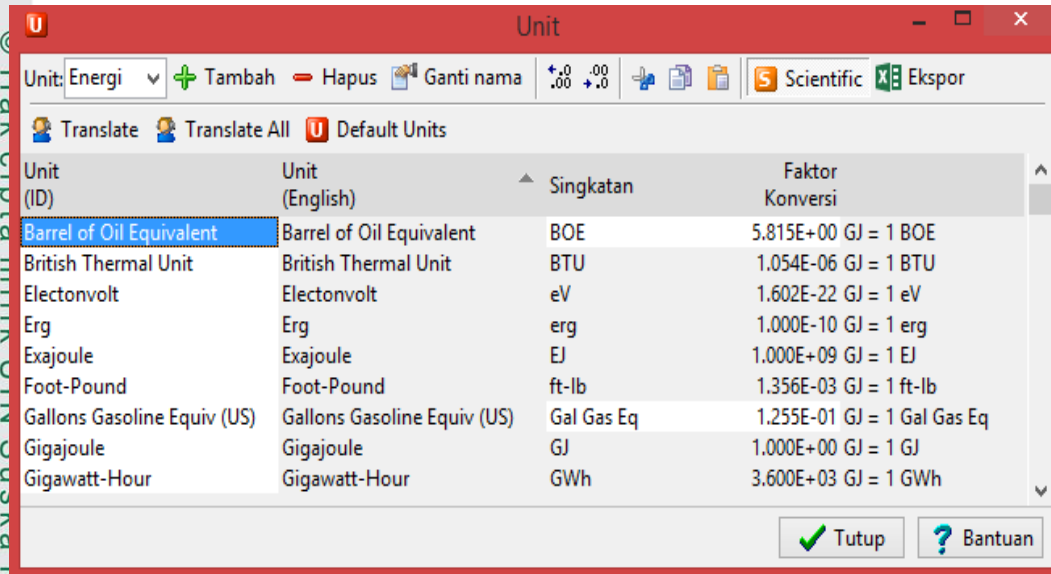 Unit
Unit: Energi Tambah Hapus Ganti nama Scientific Ekspor
Translate Translate All Default Units
Unit (ID) Unit (English) Singkatan Faktor Konversi
Barrel of Oil Equivalent Barrel of Oil Equivalent BOE 5.815E+00 GJ = 1 BOE
British Thermal Unit British Thermal Unit BTU 1.054E-06 GJ = 1 BTU
Electonvolt Electonvolt eV 1.602E-22 GJ = 1 eV
Erg Erg erg 1.000E-10 GJ = 1 erg
Exajoule Exajoule EJ 1.000E+09 GJ = 1 EJ
Foot-Pound Foot-Pound ft-lb 1.356E-03 GJ = 1 ft-lb
Gallons Gasoline Equiv (US) Gallons Gasoline Equiv (US) Gal Gas Eq 1.255E-01 GJ = 1 Gal Gas Eq
Gigajoule Gigajoule GJ 1.000E+00 GJ = 1 GJ
Gigawatt-Hour Gigawatt-Hour GWh 3.600E+03 GJ = 1 GWh
Tutup Bantuan